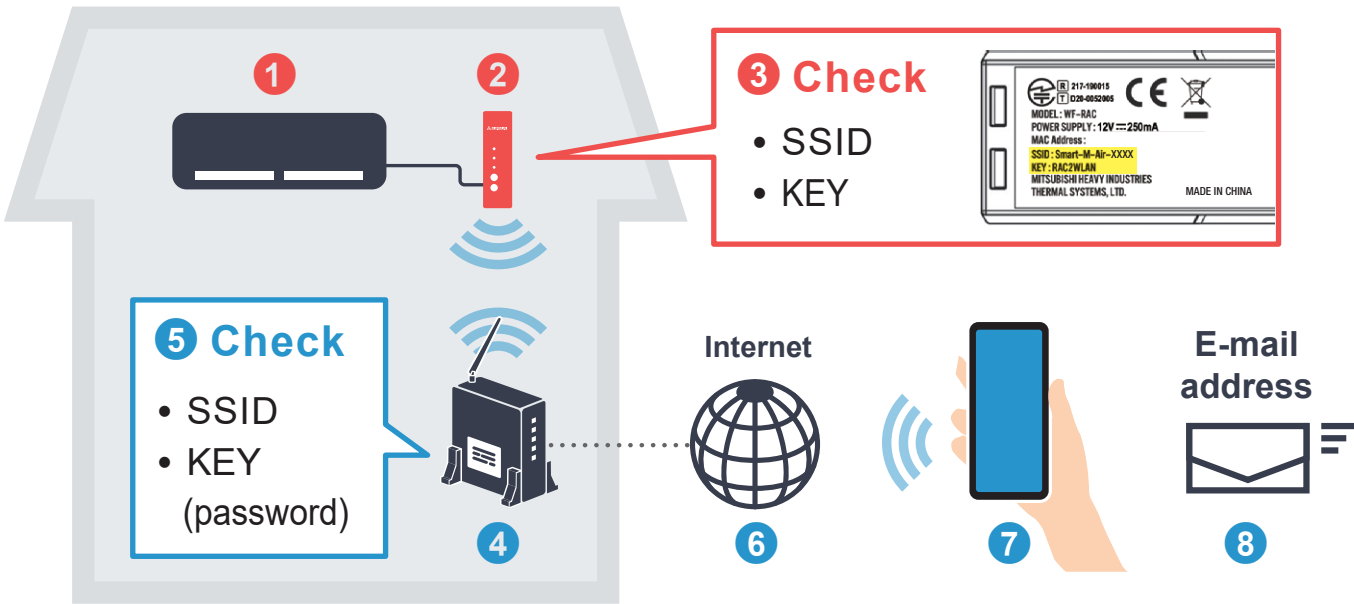 1
2
3 Check
• SSID
• KEY
R 217-190015
T D20-0052005
CE
MODEL : WF-RAC
POWER SUPPLY : 12V 250mA
MAC Address :
SSID : Smart-M-Air-XXXX
KEY : RAC2WLAN
MITSUBISHI HEAVY INDUSTRIES
THERMAL SYSTEMS, LTD.
MADE IN CHINA
5 Check
• SSID
• KEY
(password)
4
Internet
6
7
E-mail
address
8